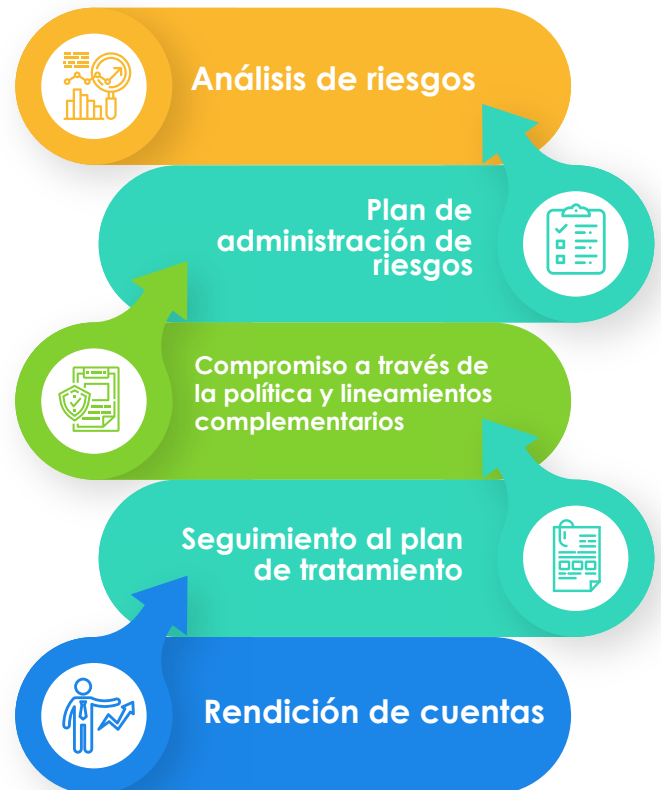 Análisis de riesgos
Plan de
administración de
riesgos
Compromiso a través de
la política y lineamientos
complementarios
Seguimiento al plan
de tratamiento
Rendición de cuentas